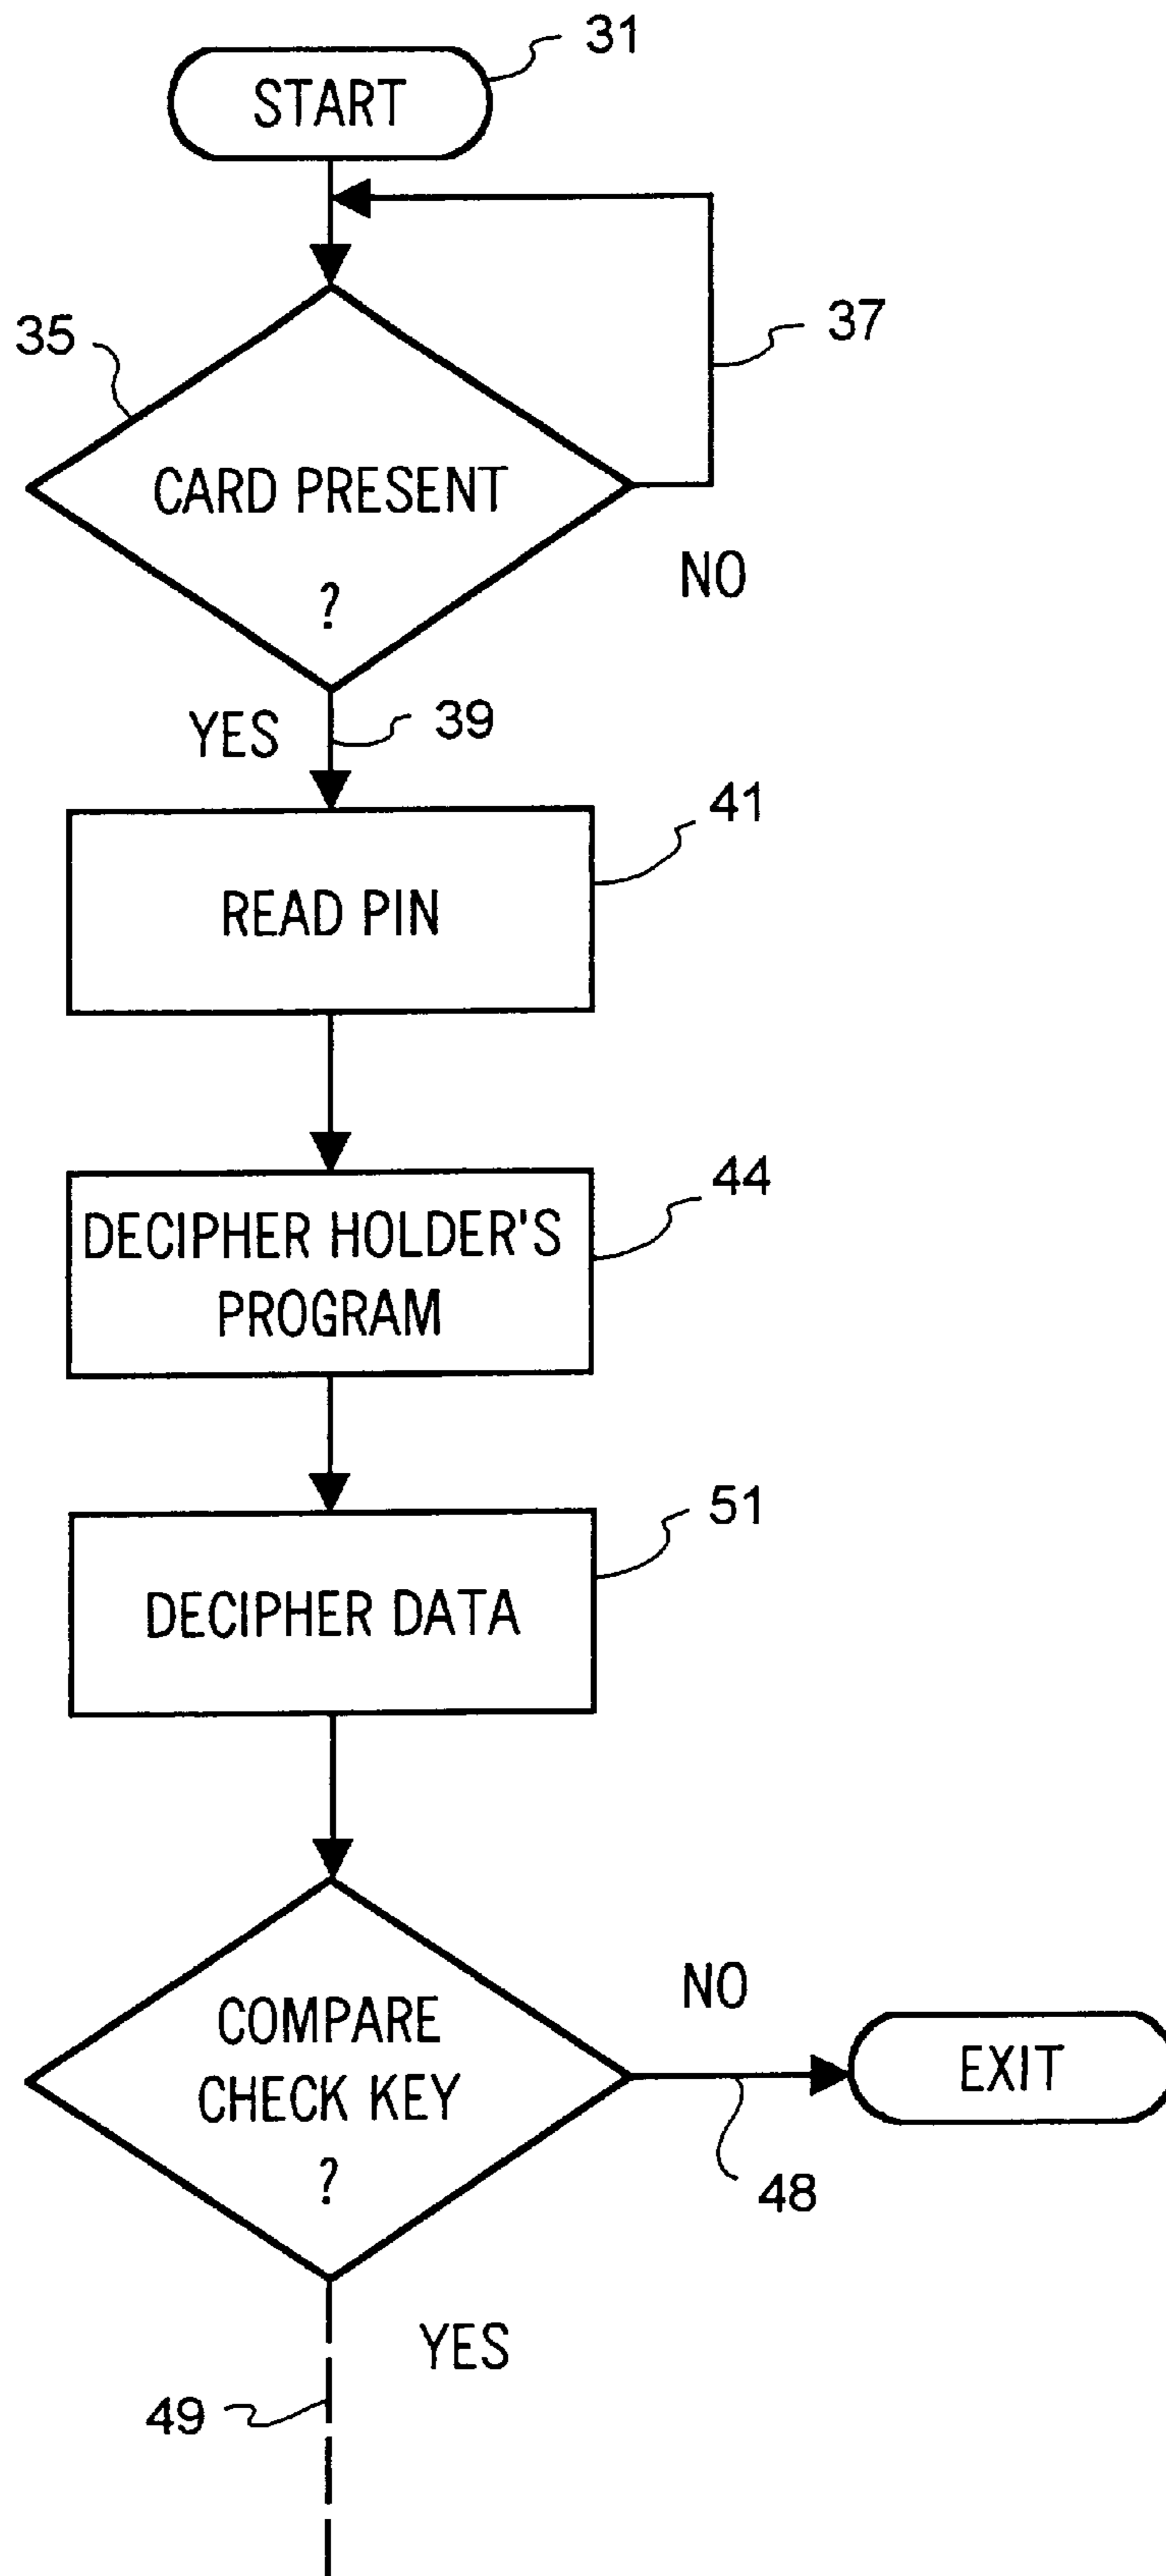 START
31
35
37
CARD PRESENT
?
NO
YES
39
41
READ PIN
44
DECIPHER HOLDER'S
PROGRAM
51
DECIPHER DATA
COMPARE
CHECK KEY
?
NO
EXIT
48
YES
49